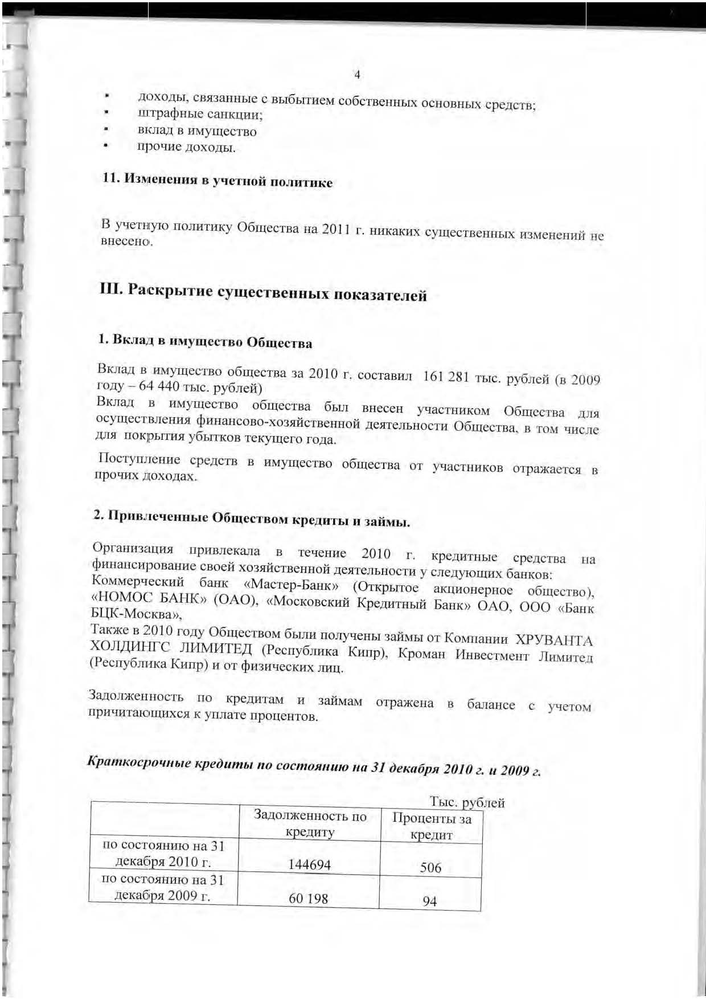 4
▪ доходы, связанные с выбытием собственных основных средств;
▪ штрафные санкции;
▪ вклад в имущество
▪ прочие доходы.
11. Изменения в учетной политике
В учетную политику Общества на 2011 г. никаких существенных изменений не
внесено.
III. Раскрытие существенных показателей
1. Вклад в имущество Общества
Вклад в имущество общества за 2010 г. составил 161 281 тыс. рублей (в 2009
году – 64 440 тыс. рублей)
Вклад в имущество общества был внесен участником Общества для
осуществления финансово-хозяйственной деятельности Общества, в том числе
для покрытия убытков текущего года.
Поступление средств в имущество общества от участников отражается в
прочих доходах.
2. Привлеченные Обществом кредиты и займы.
Организация привлекала в течение 2010 г. кредитные средства на
финансирование своей хозяйственной деятельности у следующих банков:
Коммерческий банк «Мастер-Банк» (Открытое акционерное общество),
«НОМОС БАНК» (ОАО), «Московский Кредитный Банк» ОАО, ООО «Банк
БЦК-Москва»,
Также в 2010 году Обществом были получены займы от Компании ХРУВАНТА
ХОЛДИНГС ЛИМИТЕД (Республика Кипр), Кроман Инвестмент Лимитед
(Республика Кипр) и от физических лиц.
Задолженность по кредитам и займам отражена в балансе с учетом
причитающихся к уплате процентов.
Краткосрочные кредиты по состоянию на 31 декабря 2010 г. и 2009 г.
Тыс. рублей
Задолженность по Проценты за
кредиту кредит
по состоянию на 31
декабря 2010 г. 144694 506
по состоянию на 31
декабря 2009 г. 60 198 94